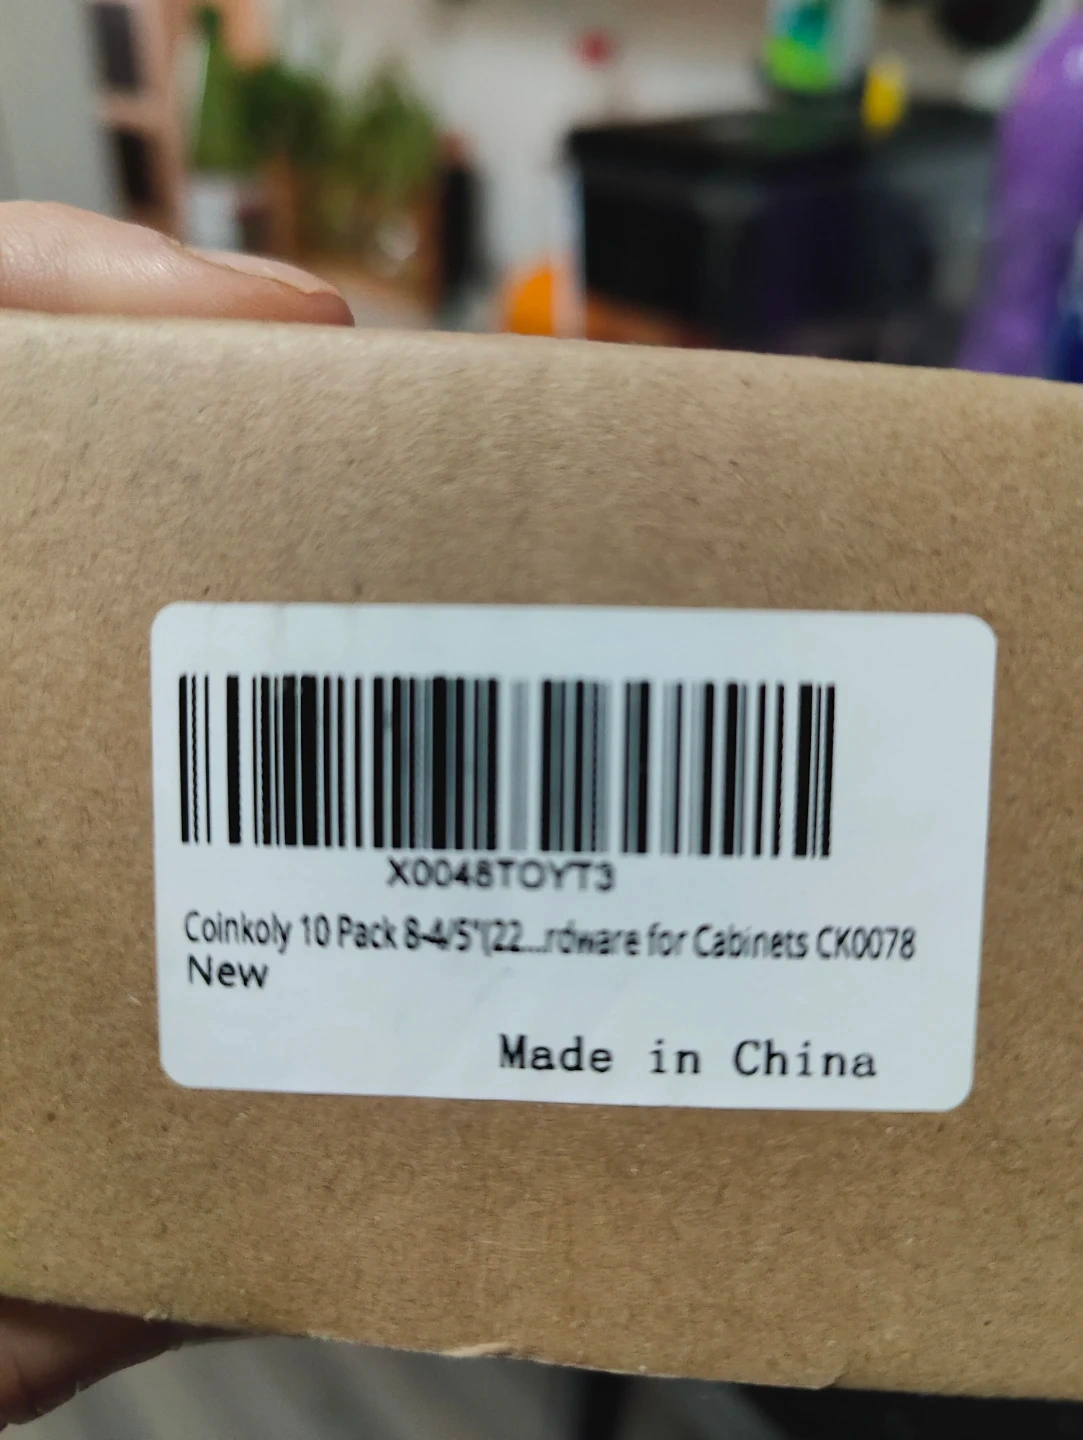 X0048TOYT3
Coinkoly 10 Pack 8-4/5"(22...rdware for Cabinets CK0078
New
Made in China